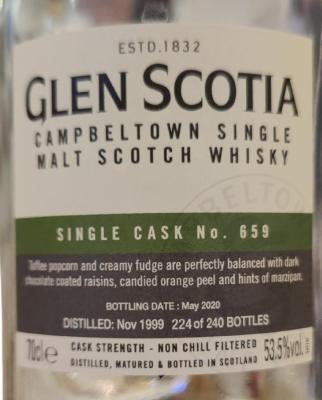 ESTD.1832
GLEN SCOTIA
CAMPBELTOWN SINGLE
MALT SCOTCH WHISKY
SINGLE CASK No. 659
Toffee popcorn and creamy fudge are perfectly balanced with dark
chocolate coated raisins, candied orange peel and hints of marzipan.
BOTTLING DATE : May 2020
DISTILLED: Nov 1999 224 of 240 BOTTLES
70cl e CASK STRENGTH - NON CHILL FILTERED 53.5%vol.
DISTILLED, MATURED & BOTTLED IN SCOTLAND